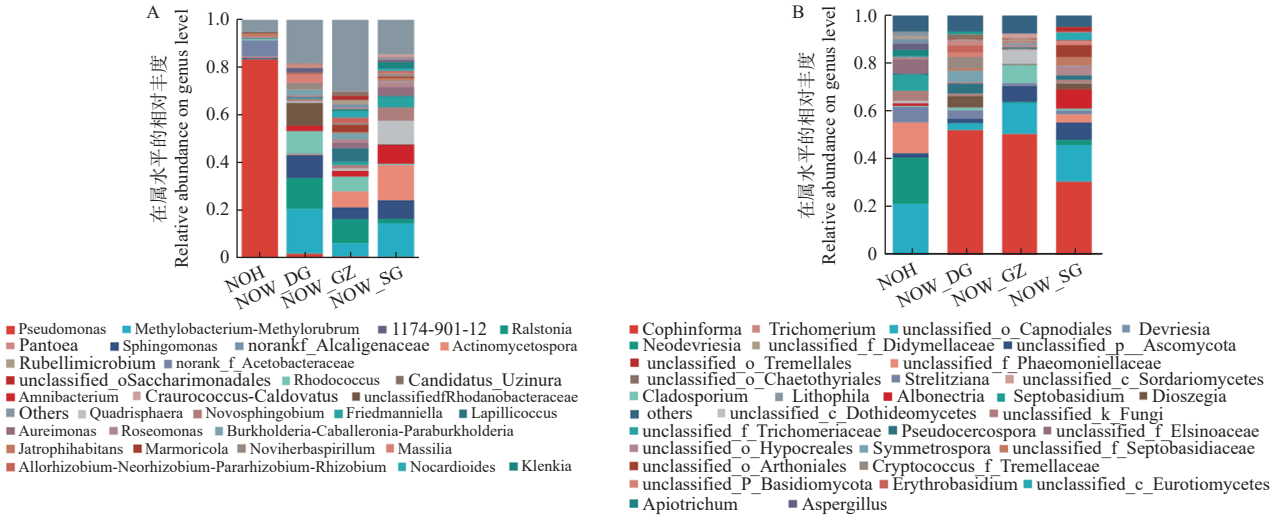 A
在属水平的相对丰度
Relative abundance on genus level
1.0
0.8
0.6
0.4
0.2
0
NOH
NOW_DG
NOW_GZ
NOW_SG
Pseudomonas Methylobacterium-Methylorubrum 1174-901-12 Ralstonia
Pantoea Sphingomonas norankf_Alcaligenaceae Actinomycetospora
Rubellimicrobium norank_f_Acetobacteraceae
unclassified_oSaccharimonadales Rhodococcus Candidatus_Uzinura
Amnibacterium Craurococcus-Caldovatus unclassifiedfRhodanobacteraceae
Others Quadrisphaera Novosphingobium Friedmanniella Lapillicoccus
Aureimonas Roseomonas Burkholderia-Caballeronia-Paraburkholderia
Jatrophihabitans Marmoricola Noviherbaspirillum Massilia
Allorhizobium-Neorhizobium-Pararhizobium-Rhizobium Nocardioides Klenkia
B
在属水平的相对丰度
Relative abundance on genus level
1.0
0.8
0.6
0.4
0.2
0
NOH
NOW_DG
NOW_GZ
NOW_SG
Cophinforma Trichomerium unclassified_o_Capnodiales Devriesia
Neodevriesia unclassified_f_Didymellaceae unclassified_p__Ascomycota
unclassified_o_Tremellales unclassified_f_Phaeomoniellaceae
unclassified_o_Chaetothyriales Strelitziana unclassified_c_Sordariomycetes
Cladosporium Lithophila Albonectria Septobasidium Dioszegia
others unclassified_c_Dothideomycetes unclassified_k_Fungi
unclassified_f_Trichomeriaceae Pseudocercospora unclassified_f_Elsinoaceae
unclassified_o_Hypocreales Symmetrospora unclassified_f_Septobasidiaceae
unclassified_o_Arthoniales Cryptococcus_f_Tremellaceae
unclassified_P_Basidiomycota Erythrobasidium unclassified_c_Eurotiomycetes
Apiotrichum Aspergillus